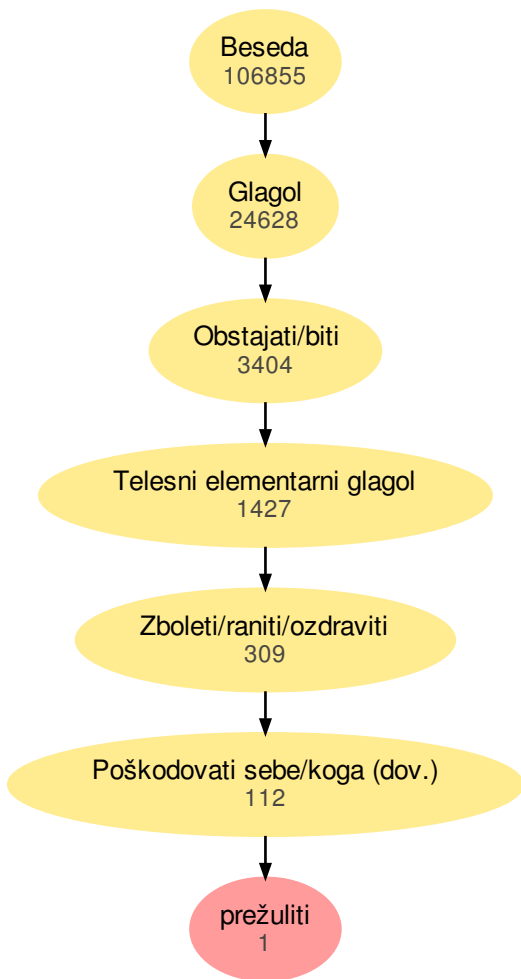 Beseda
106855
Glagol
24628
Obstajati/biti
3404
Telesni elementarni glagol
1427
Zboleti/raniti/ozdraviti
309
Poškodovati sebe/koga (dov.)
112
prežuliti
1